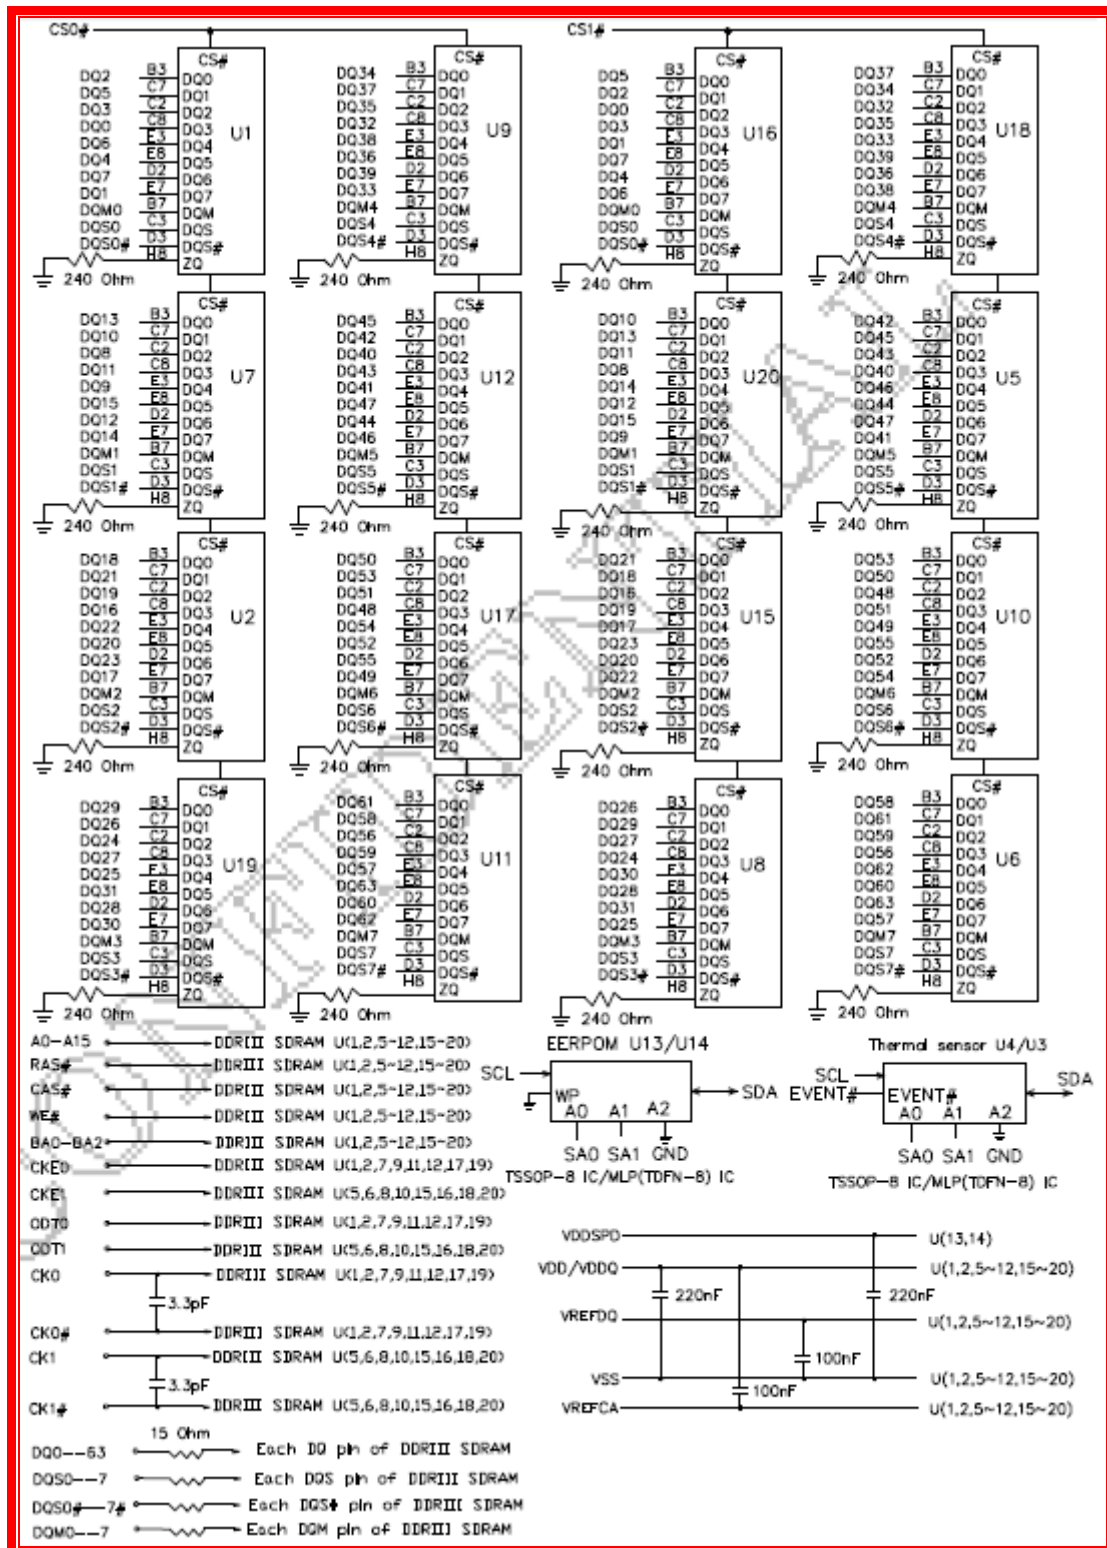 CS0#
CS#
DQ2 B3 DQ0
DQ5 C7 DQ1
DQ3 C2 DQ2
DQ0 C8 DQ3
DQ6 E3 DQ4
DQ4 E8 DQ5
DQ7 D2 DQ6
DQ1 E7 DQ7
DQM0 B7 DQM
DQS0 C3 DQS
DQS0# D3 DQS#
H8 ZQ
U1
240 Ohm
CS#
DQ34 B3 DQ0
DQ37 C7 DQ1
DQ35 C2 DQ2
DQ32 C8 DQ3
DQ38 E3 DQ4
DQ36 E8 DQ5
DQ39 D2 DQ6
DQ33 E7 DQ7
DQM4 B7 DQM
DQS4 C3 DQS
DQS4# D3 DQS#
H8 ZQ
U9
240 Ohm
CS1#
CS#
DQ5 B3 DQ0
DQ2 C7 DQ1
DQ0 C2 DQ2
DQ3 C8 DQ3
DQ1 E3 DQ4
DQ7 E8 DQ5
DQ4 D2 DQ6
DQ6 E7 DQ7
DQM0 B7 DQM
DQS0 C3 DQS
DQS0# D3 DQS#
H8 ZQ
U16
240 Ohm
CS#
DQ37 B3 DQ0
DQ34 C7 DQ1
DQ32 C2 DQ2
DQ35 C8 DQ3
DQ33 E3 DQ4
DQ39 E8 DQ5
DQ36 D2 DQ6
DQ38 E7 DQ7
DQM4 B7 DQM
DQS4 C3 DQS
DQS4# D3 DQS#
H8 ZQ
U18
240 Ohm
CS#
DQ13 B3 DQ0
DQ10 C7 DQ1
DQ8 C2 DQ2
DQ11 C8 DQ3
DQ9 E3 DQ4
DQ15 E8 DQ5
DQ12 D2 DQ6
DQ14 E7 DQ7
DQM1 B7 DQM
DQS1 C3 DQS
DQS1# D3 DQS#
H8 ZQ
U7
240 Ohm
CS#
DQ45 B3 DQ0
DQ42 C7 DQ1
DQ40 C2 DQ2
DQ43 C8 DQ3
DQ41 E3 DQ4
DQ47 E8 DQ5
DQ44 D2 DQ6
DQ46 E7 DQ7
DQM5 B7 DQM
DQS5 C3 DQS
DQS5# D3 DQS#
H8 ZQ
U12
240 Ohm
CS#
DQ10 B3 DQ0
DQ13 C7 DQ1
DQ11 C2 DQ2
DQ8 C8 DQ3
DQ14 E3 DQ4
DQ12 E8 DQ5
DQ15 D2 DQ6
DQ9 E7 DQ7
DQM1 B7 DQM
DQS1 C3 DQS
DQS1# D3 DQS#
H8 ZQ
U20
240 Ohm
CS#
DQ42 B3 DQ0
DQ45 C7 DQ1
DQ43 C2 DQ2
DQ40 C8 DQ3
DQ46 E3 DQ4
DQ44 E8 DQ5
DQ47 D2 DQ6
DQ41 E7 DQ7
DQM5 B7 DQM
DQS5 C3 DQS
DQS5# D3 DQS#
H8 ZQ
U5
240 Ohm
CS#
DQ18 B3 DQ0
DQ21 C7 DQ1
DQ19 C2 DQ2
DQ16 C8 DQ3
DQ22 E3 DQ4
DQ20 E8 DQ5
DQ23 D2 DQ6
DQ17 E7 DQ7
DQM2 B7 DQM
DQS2 C3 DQS
DQS2# D3 DQS#
H8 ZQ
U2
240 Ohm
CS#
DQ50 B3 DQ0
DQ53 C7 DQ1
DQ51 C2 DQ2
DQ48 C8 DQ3
DQ54 E3 DQ4
DQ52 E8 DQ5
DQ55 D2 DQ6
DQ49 E7 DQ7
DQM6 B7 DQM
DQS6 C3 DQS
DQS6# D3 DQS#
H8 ZQ
U17
240 Ohm
CS#
DQ21 B3 DQ0
DQ18 C7 DQ1
DQ16 C2 DQ2
DQ19 C8 DQ3
DQ17 E3 DQ4
DQ23 E8 DQ5
DQ20 D2 DQ6
DQ22 E7 DQ7
DQM2 B7 DQM
DQS2 C3 DQS
DQS2# D3 DQS#
H8 ZQ
U15
240 Ohm
CS#
DQ53 B3 DQ0
DQ50 C7 DQ1
DQ48 C2 DQ2
DQ51 C8 DQ3
DQ49 E3 DQ4
DQ55 E8 DQ5
DQ52 D2 DQ6
DQ54 E7 DQ7
DQM6 B7 DQM
DQS6 C3 DQS
DQS6# D3 DQS#
H8 ZQ
U10
240 Ohm
CS#
DQ29 B3 DQ0
DQ26 C7 DQ1
DQ24 C2 DQ2
DQ27 C8 DQ3
DQ25 E3 DQ4
DQ31 E8 DQ5
DQ28 D2 DQ6
DQ30 E7 DQ7
DQM3 B7 DQM
DQS3 C3 DQS
DQS3# D3 DQS#
H8 ZQ
U19
240 Ohm
CS#
DQ61 B3 DQ0
DQ58 C7 DQ1
DQ56 C2 DQ2
DQ59 C8 DQ3
DQ57 E3 DQ4
DQ63 E8 DQ5
DQ60 D2 DQ6
DQ62 E7 DQ7
DQM7 B7 DQM
DQS7 C3 DQS
DQS7# D3 DQS#
H8 ZQ
U11
240 Ohm
CS#
DQ26 B3 DQ0
DQ29 C7 DQ1
DQ27 C2 DQ2
DQ24 C8 DQ3
DQ30 E3 DQ4
DQ28 E8 DQ5
DQ31 D2 DQ6
DQ25 E7 DQ7
DQM3 B7 DQM
DQS3 C3 DQS
DQS3# D3 DQS#
H8 ZQ
U8
240 Ohm
CS#
DQ58 B3 DQ0
DQ61 C7 DQ1
DQ59 C2 DQ2
DQ56 C8 DQ3
DQ62 E3 DQ4
DQ60 E8 DQ5
DQ63 D2 DQ6
DQ57 E7 DQ7
DQM7 B7 DQM
DQS7 C3 DQS
DQS7# D3 DQS#
H8 ZQ
U6
240 Ohm
A0-A15 DDRIII SDRAM U(1,2,5~12,15~20)
RAS# DDRIII SDRAM U(1,2,5~12,15~20)
CAS# DDRIII SDRAM U(1,2,5~12,15~20)
WE# DDRIII SDRAM U(1,2,5~12,15~20)
BA0-BA2 DDRIII SDRAM U(1,2,5~12,15~20)
CKE0 DDRIII SDRAM U(1,2,7,9,11,12,17,19)
CKE1 DDRIII SDRAM U(5,6,8,10,15,16,18,20)
ODT0 DDRIII SDRAM U(1,2,7,9,11,12,17,19)
ODT1 DDRIII SDRAM U(5,6,8,10,15,16,18,20)
CK0 DDRIII SDRAM U(1,2,7,9,11,12,17,19)
3.3pF
CK0# DDRIII SDRAM U(1,2,7,9,11,12,17,19)
CK1 DDRIII SDRAM U(5,6,8,10,15,16,18,20)
3.3pF
CK1# DDRIII SDRAM U(5,6,8,10,15,16,18,20)
15 Ohm
DQ0--63 Each DQ pin of DDRIII SDRAM
DQS0--7 Each DQS pin of DDRIII SDRAM
DQS0#--7# Each DQS# pin of DDRIII SDRAM
DQM0--7 Each DQM pin of DDRIII SDRAM
EERPOM U13/U14
SCL
WP
SDA
A0 A1 A2
SA0 SA1 GND
TSSOP-8 IC/MLP(TDFN-8) IC
Thermal sensor U4/U3
SCL
EVENT# EVENT#
SDA
A0 A1 A2
SA0 SA1 GND
TSSOP-8 IC/MLP(TDFN-8) IC
VDDSPD U(13,14)
VDD/VDDQ U(1,2,5~12,15~20)
220nF 220nF
VREFDQ U(1,2,5~12,15~20)
100nF
VSS U(1,2,5~12,15~20)
100nF
VREFCA U(1,2,5~12,15~20)
CONFIDENTIAL